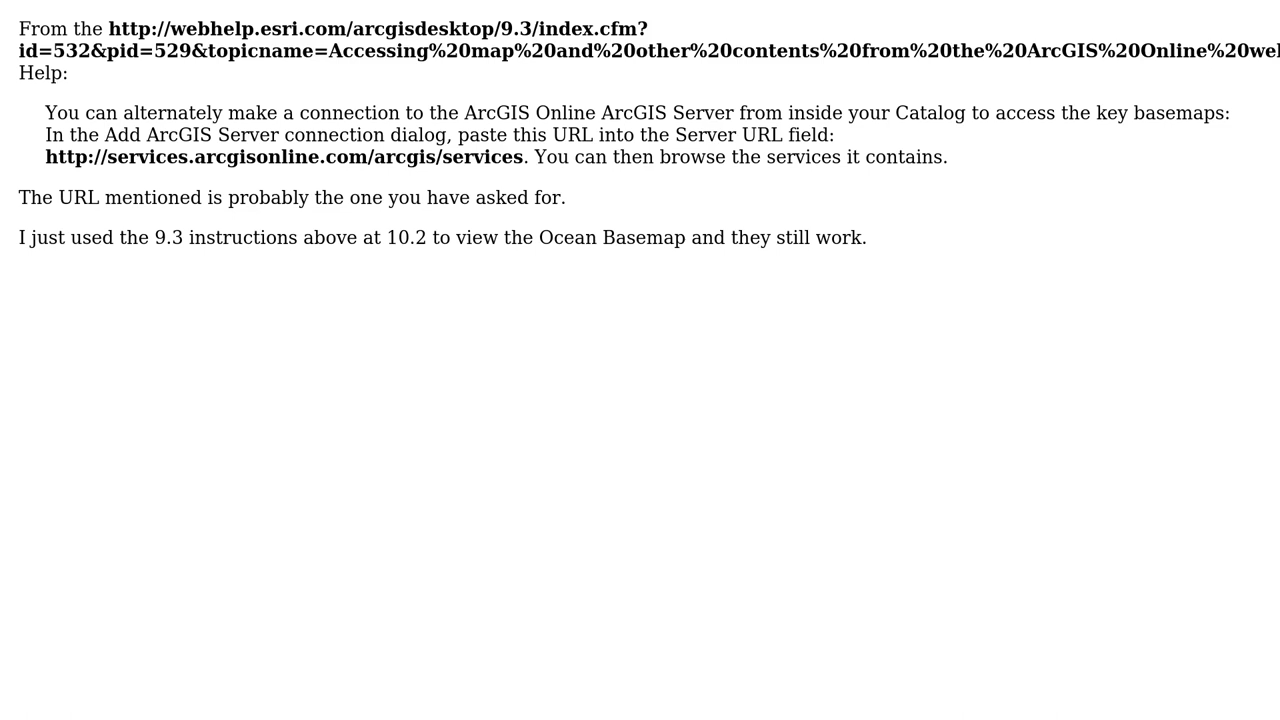 From the http://webhelp.esri.com/arcgisdesktop/9.3/index.cfm?
id=532&pid=529&topicname=Accessing%20map%20and%20other%20contents%20from%20the%20ArcGIS%20Online%20we
Help:
You can alternately make a connection to the ArcGIS Online ArcGIS Server from inside your Catalog to access the key basemaps:
In the Add ArcGIS Server connection dialog, paste this URL into the Server URL field:
http://services.arcgisonline.com/arcgis/services. You can then browse the services it contains.
The URL mentioned is probably the one you have asked for.
I just used the 9.3 instructions above at 10.2 to view the Ocean Basemap and they still work.